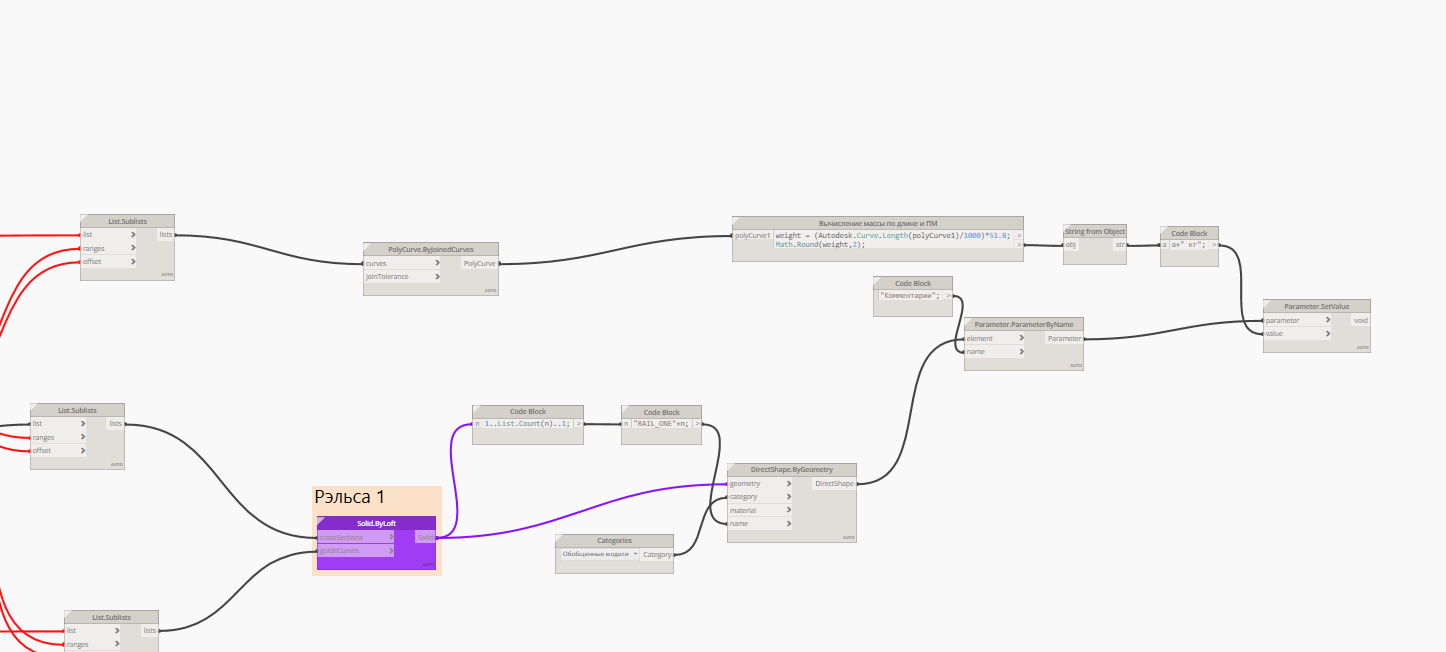 List.Sublists
list
>
lists
ranges
>
offset
>
AUTO
PolyCurve.ByJoinedCurves
curves
>
PolyCurve
joinTolerance
>
AUTO
Вычисление массы по длине и ПМ
polyCurve1
weight = (Autodesk.Curve.Length(polyCurve1)/1000)*51.8;
>
Math.Round(weight,2);
>
String from Object
obj
str
Code Block
a
a+" кг";
>
Code Block
"Комментарии";
>
Parameter.ParameterByName
element
>
Parameter
name
>
AUTO
Parameter.SetValue
parameter
>
void
value
>
AUTO
List.Sublists
list
>
lists
ranges
>
offset
>
AUTO
Code Block
n
1..List.Count(n)..1;
>
Code Block
n
"RAIL_ONE"+n;
>
DirectShape.ByGeometry
geometry
>
DirectShape
category
>
material
>
name
>
AUTO
Рэльса 1
Solid.ByLoft
crossSections
>
Solid
guideCurves
>
AUTO
Categories
Обобщенные модели
Category
List.Sublists
list
>
lists
ranges
>